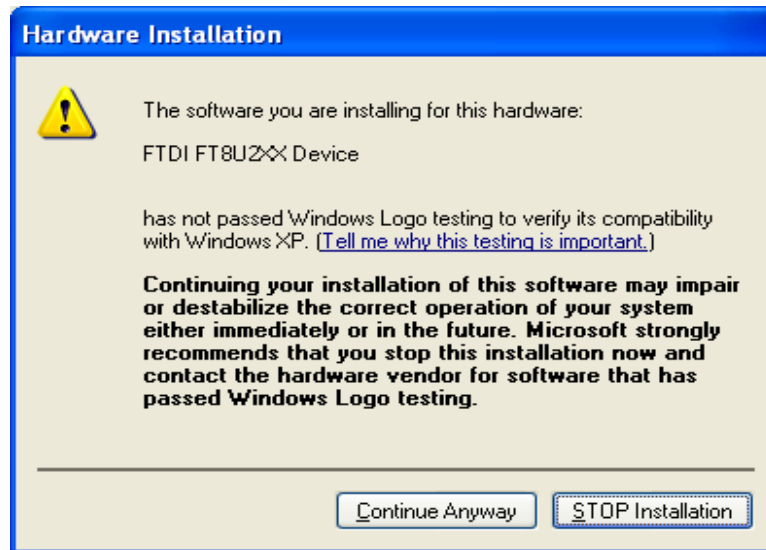 Hardware Installation
The software you are installing for this hardware:
FTDI FT8U2XX Device
has not passed Windows Logo testing to verify its compatibility
with Windows XP. (Tell me why this testing is important.)
Continuing your installation of this software may impair
or destabilize the correct operation of your system
either immediately or in the future. Microsoft strongly
recommends that you stop this installation now and
contact the hardware vendor for software that has
passed Windows Logo testing.
Continue Anyway
STOP Installation